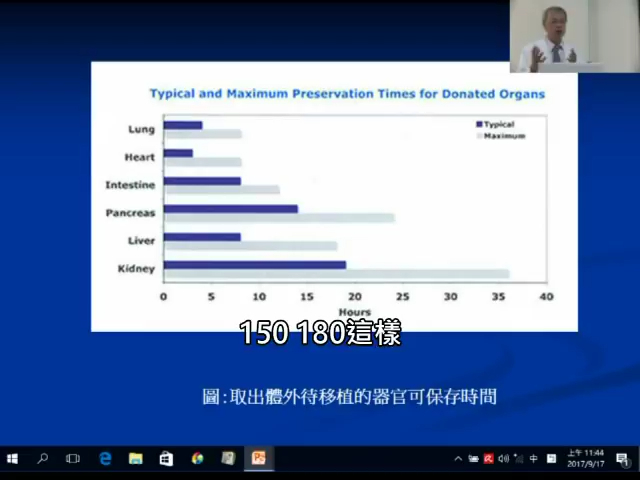 Typical and Maximum Preservation Times for Donated Organs
Typical
Maximum
Lung
Heart
Intestine
Pancreas
Liver
Kidney
0 5 10 15 20 25 30 35 40
Hours
150 180這樣
圖:取出體外待移植的器官可保存時間
中
上午 11:44
2017/9/17